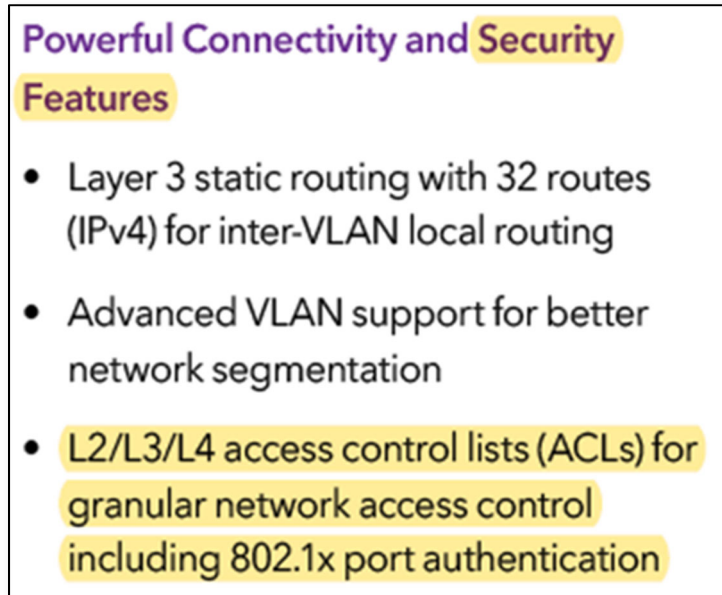 Powerful Connectivity and Security
Features
• Layer 3 static routing with 32 routes
(IPv4) for inter-VLAN local routing
• Advanced VLAN support for better
network segmentation
• L2/L3/L4 access control lists (ACLs) for
granular network access control
including 802.1x port authentication